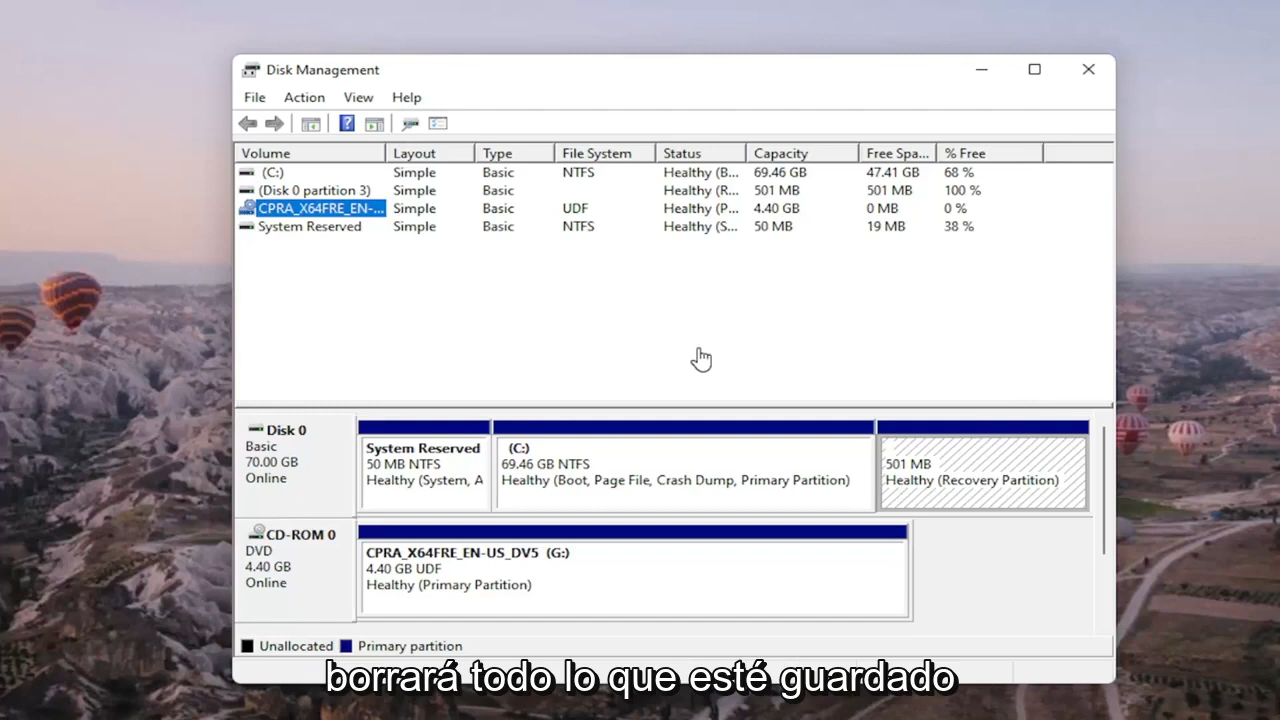 Disk Management
File Action View Help
Volume Layout Type File System Status Capacity Free Spa... % Free
(C:) Simple Basic NTFS Healthy (B... 69.46 GB 47.41 GB 68 %
(Disk 0 partition 3) Simple Basic Healthy (R... 501 MB 501 MB 100 %
CPRA_X64FRE_EN-... Simple Basic UDF Healthy (P... 4.40 GB 0 MB 0 %
System Reserved Simple Basic NTFS Healthy (S... 50 MB 19 MB 38 %
Disk 0
Basic
70.00 GB
Online
System Reserved
50 MB NTFS
Healthy (System, A
(C:)
69.46 GB NTFS
Healthy (Boot, Page File, Crash Dump, Primary Partition)
501 MB
Healthy (Recovery Partition)
CD-ROM 0
DVD
4.40 GB
Online
CPRA_X64FRE_EN-US_DV5 (G:)
4.40 GB UDF
Healthy (Primary Partition)
Unallocated Primary partition
borrará todo lo que esté guardado